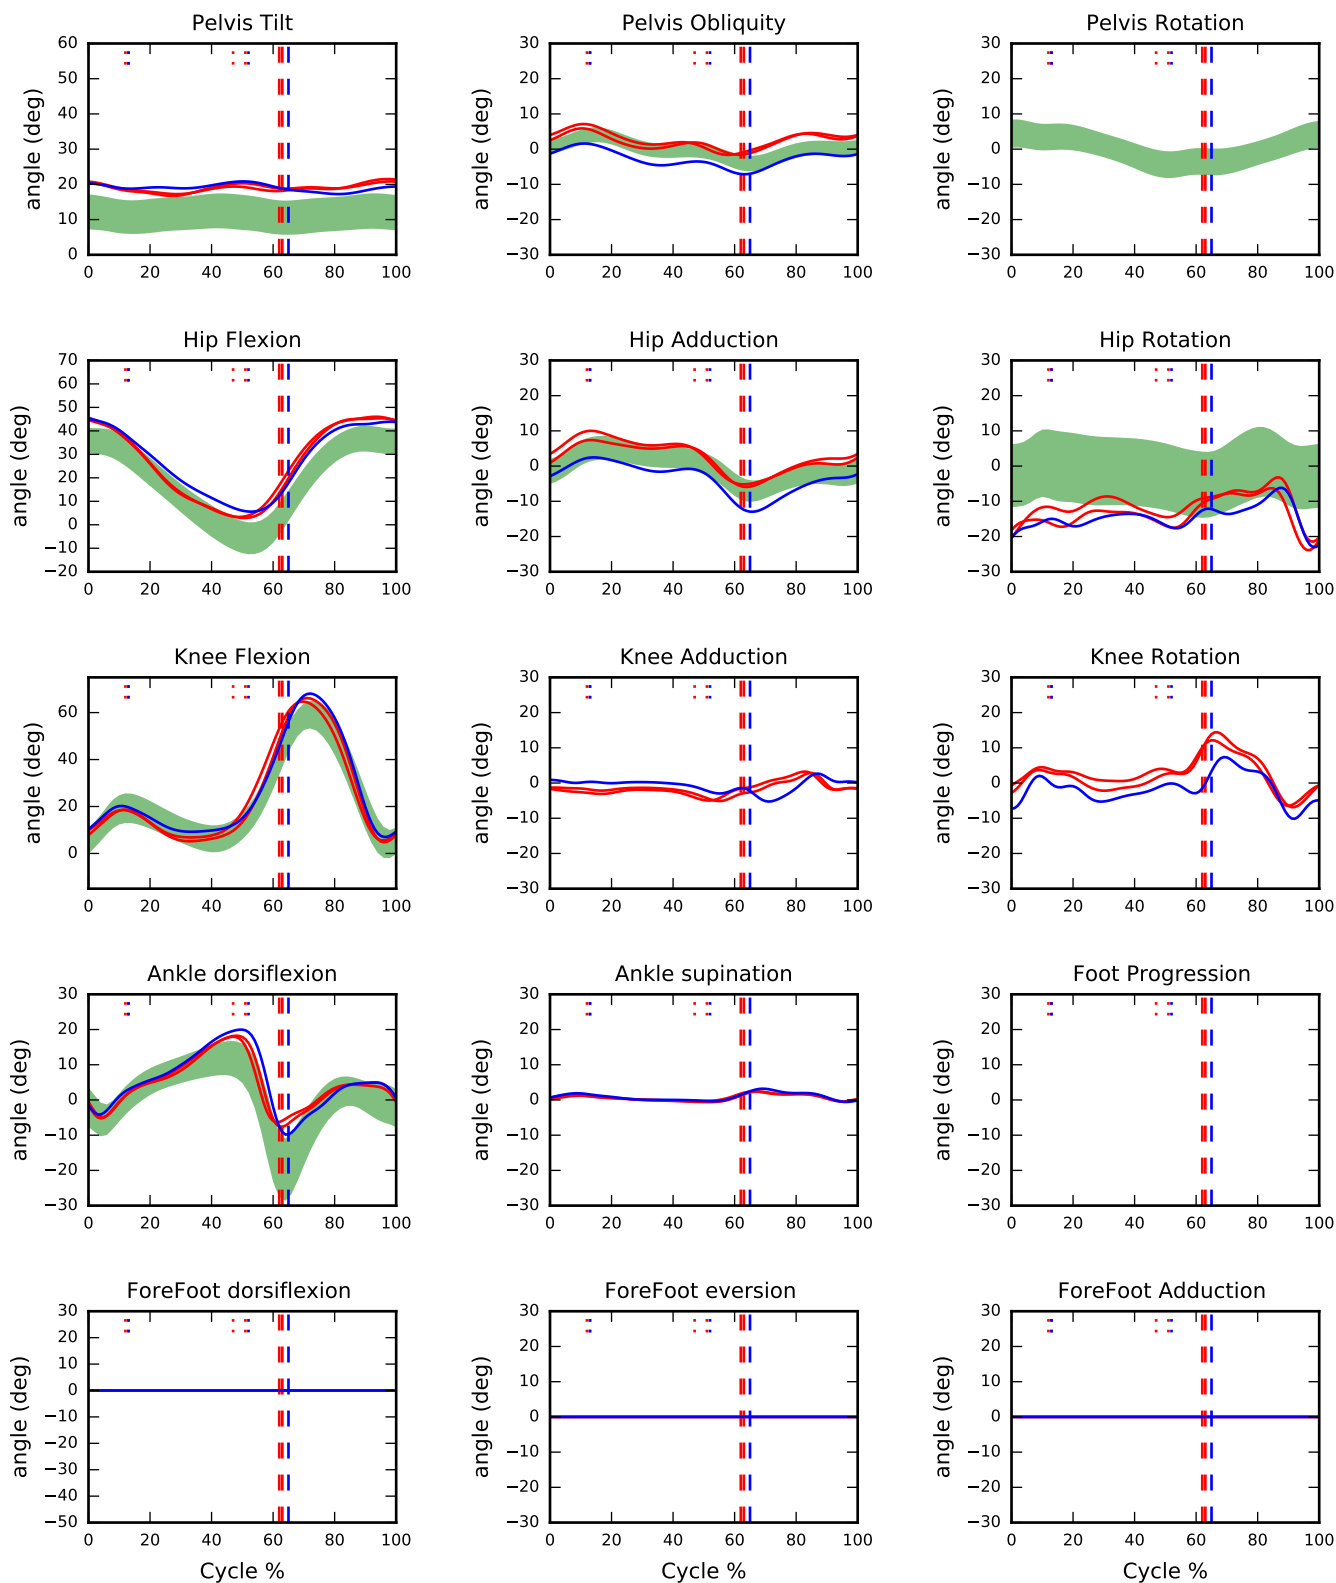 Pelvis Tilt
angle (deg)
60
50
40
30
20
10
0
0 20 40 60 80 100
Pelvis Obliquity
angle (deg)
30
20
10
0
−10
−20
−30
0 20 40 60 80 100
Pelvis Rotation
angle (deg)
30
20
10
0
−10
−20
−30
0 20 40 60 80 100
Hip Flexion
angle (deg)
70
60
50
40
30
20
10
0
−10
−20
0 20 40 60 80 100
Hip Adduction
angle (deg)
30
20
10
0
−10
−20
−30
0 20 40 60 80 100
Hip Rotation
angle (deg)
30
20
10
0
−10
−20
−30
0 20 40 60 80 100
Knee Flexion
angle (deg)
60
40
20
0
0 20 40 60 80 100
Knee Adduction
angle (deg)
30
20
10
0
−10
−20
−30
0 20 40 60 80 100
Knee Rotation
angle (deg)
30
20
10
0
−10
−20
−30
0 20 40 60 80 100
Ankle dorsiflexion
angle (deg)
30
20
10
0
−10
−20
−30
0 20 40 60 80 100
Ankle supination
angle (deg)
30
20
10
0
−10
−20
−30
0 20 40 60 80 100
Foot Progression
angle (deg)
30
20
10
0
−10
−20
−30
0 20 40 60 80 100
ForeFoot dorsiflexion
angle (deg)
30
20
10
0
−10
−20
−30
−40
−50
0 20 40 60 80 100
Cycle %
ForeFoot eversion
angle (deg)
30
20
10
0
−10
−20
−30
0 20 40 60 80 100
Cycle %
ForeFoot Adduction
angle (deg)
30
20
10
0
−10
−20
−30
0 20 40 60 80 100
Cycle %